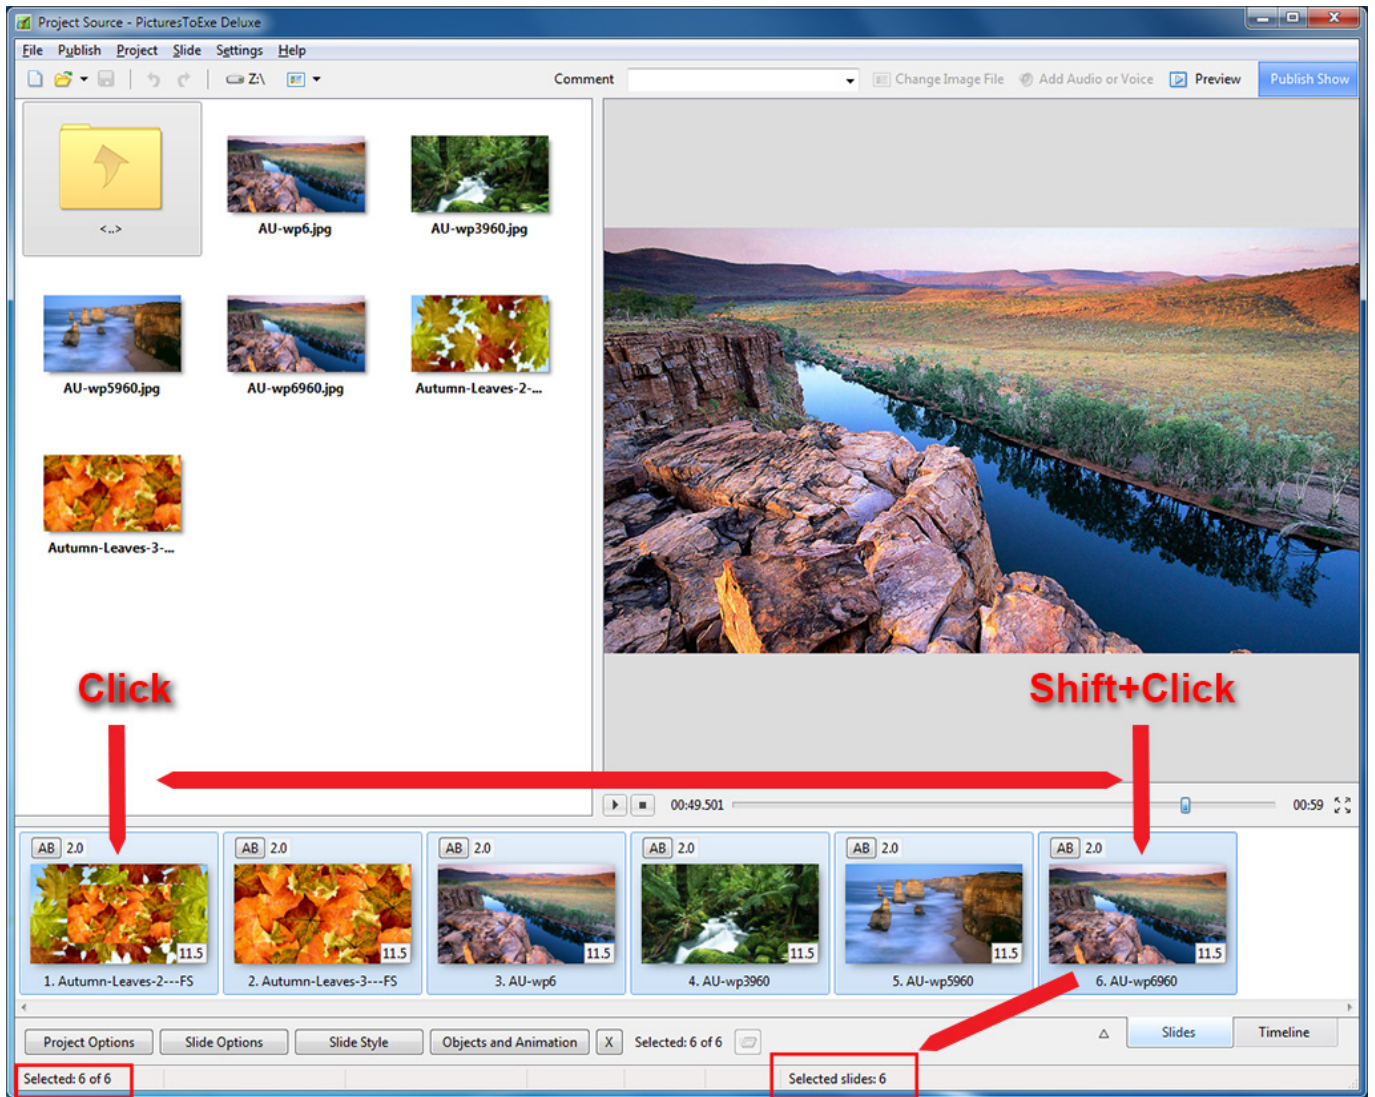 Project Source - PicturesToExe Deluxe
File Publish Project Slide Settings Help
Z:\ Comment Change Image File Add Audio or Voice Preview Publish Show
<..> AU-wp6.jpg AU-wp3960.jpg
AU-wp5960.jpg AU-wp6960.jpg Autumn-Leaves-2-...
Autumn-Leaves-3-...
Click Shift+Click
00:49.501 00:59
AB 2.0 AB 2.0 AB 2.0 AB 2.0 AB 2.0 AB 2.0
11.5 11.5 11.5 11.5 11.5 11.5
1. Autumn-Leaves-2---FS 2. Autumn-Leaves-3---FS 3. AU-wp6 4. AU-wp3960 5. AU-wp5960 6. AU-wp6960
Project Options Slide Options Slide Style Objects and Animation X Selected: 6 of 6 Slides Timeline
Selected: 6 of 6 Selected slides: 6